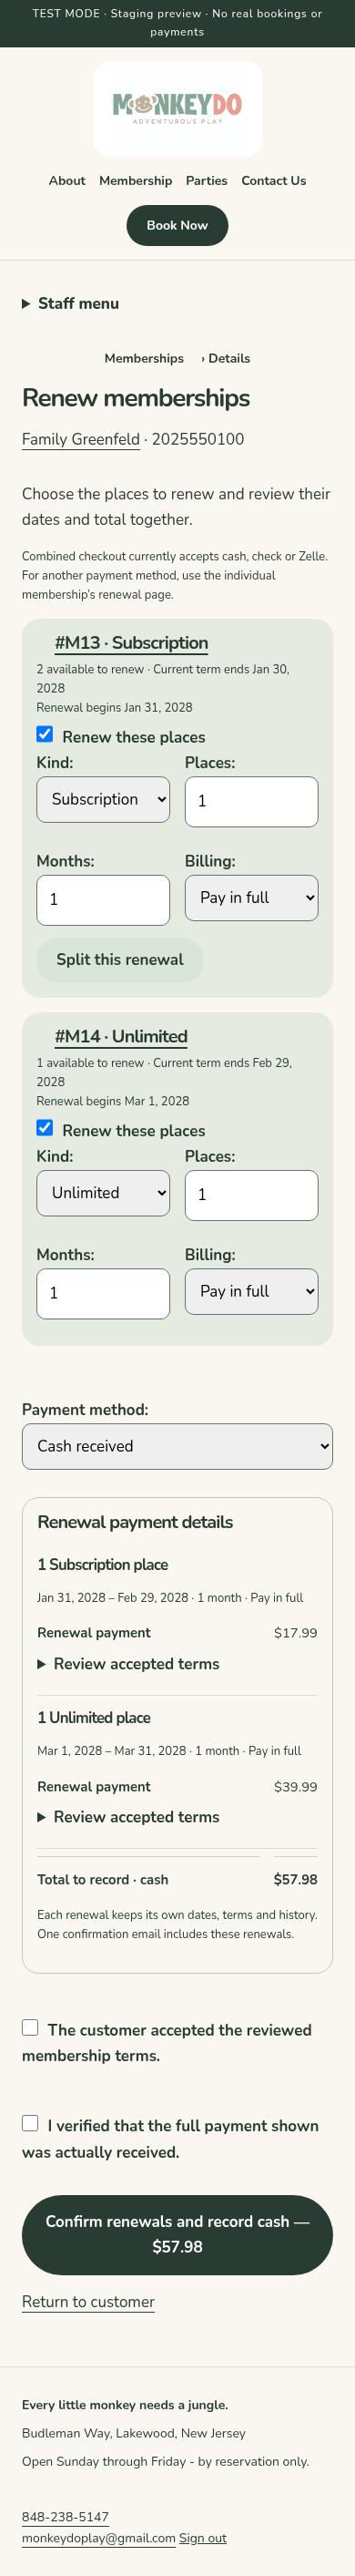 TEST MODE · Staging preview · No real bookings or
payments
MONKEYDO
ADVENTUROUS PLAY
About Membership Parties Contact Us
Book Now
Staff menu
Memberships › Details
Renew memberships
Family Greenfeld · 2025550100
Choose the places to renew and review their
dates and total together.
Combined checkout currently accepts cash, check or Zelle.
For another payment method, use the individual
membership's renewal page.
#M13 · Subscription
2 available to renew · Current term ends Jan 30,
2028
Renewal begins Jan 31, 2028
Renew these places
Kind: Places:
Subscription 1
Months: Billing:
1 Pay in full
Split this renewal
#M14 · Unlimited
1 available to renew · Current term ends Feb 29,
2028
Renewal begins Mar 1, 2028
Renew these places
Kind: Places:
Unlimited 1
Months: Billing:
1 Pay in full
Payment method:
Cash received
Renewal payment details
1 Subscription place
Jan 31, 2028 – Feb 29, 2028 · 1 month · Pay in full
Renewal payment $17.99
Review accepted terms
1 Unlimited place
Mar 1, 2028 – Mar 31, 2028 · 1 month · Pay in full
Renewal payment $39.99
Review accepted terms
Total to record · cash $57.98
Each renewal keeps its own dates, terms and history.
One confirmation email includes these renewals.
The customer accepted the reviewed
membership terms.
I verified that the full payment shown
was actually received.
Confirm renewals and record cash —
$57.98
Return to customer
Every little monkey needs a jungle.
Budleman Way, Lakewood, New Jersey
Open Sunday through Friday - by reservation only.
848-238-5147
monkeydoplay@gmail.com Sign out